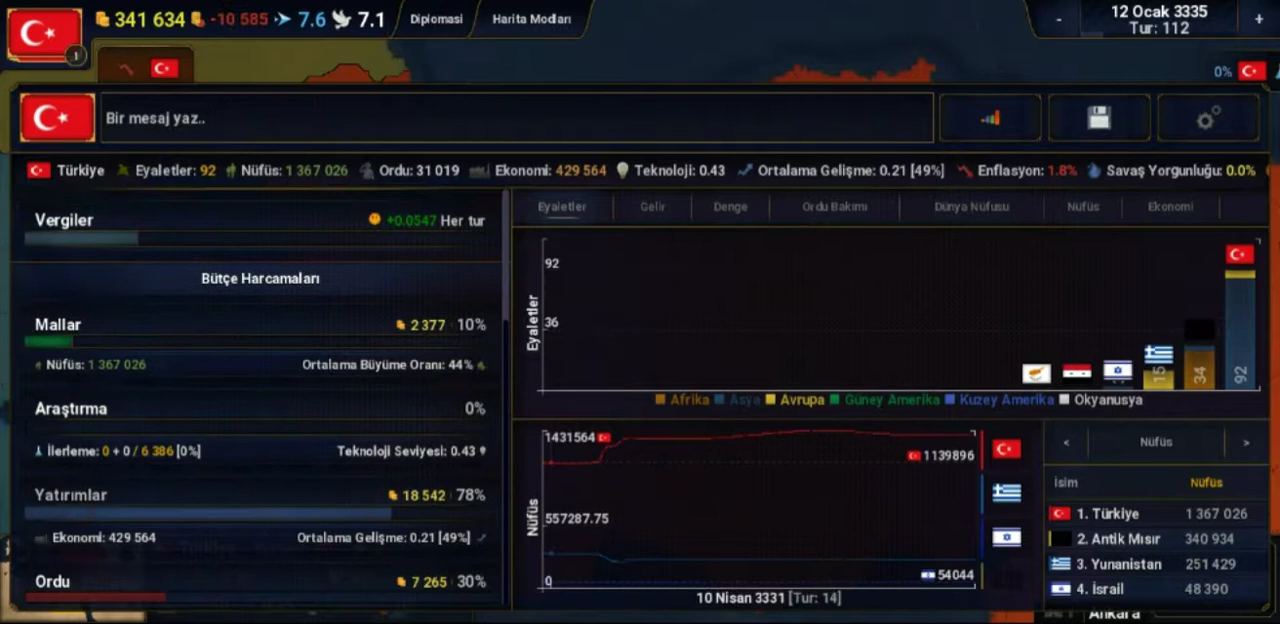 341 634 -10 585 7.6 7.1 Diplomasi Harita Modları - 12 Ocak 3335 +
Tur: 112
1
0%
Bir mesaj yaz..
Türkiye Eyaletler: 92 Nüfüs: 1 367 026 Ordu: 31 019 Ekonomi: 429 564 Teknoloji: 0.43 Ortalama Gelişme: 0.21 [49%] Enflasyon: 1.8% Savaş Yorgunluğu: 0.0%
Vergiler +0.0547 Her tur
Bütçe Harcamaları
Mallar 2 377 10%
Nüfüs: 1 367 026 Ortalama Büyüme Oranı: 44%
Araştırma 0%
İlerleme: 0 + 0 / 6 386 [0%] Teknoloji Seviyesi: 0.43
Yatırımlar 18 542 78%
Ekonomi: 429 564 Ortalama Gelişme: 0.21 [49%]
Ordu 7 265 30%
Eyaletler Gelir Denge Ordu Bakımı Dünya Nüfusu Nüfüs Ekonomi
Eyaletler
92
36
15 34 92
Afrika Asya Avrupa Güney Amerika Kuzey Amerika Okyanusya
Nüfüs
1431564
1139896
557287.75
54044
0
10 Nisan 3331 [Tur: 14]
< Nüfüs >
İsim Nüfüs
1. Türkiye 1 367 026
2. Antik Mısır 340 934
3. Yunanistan 251 429
4. İsrail 48 390
Ankara